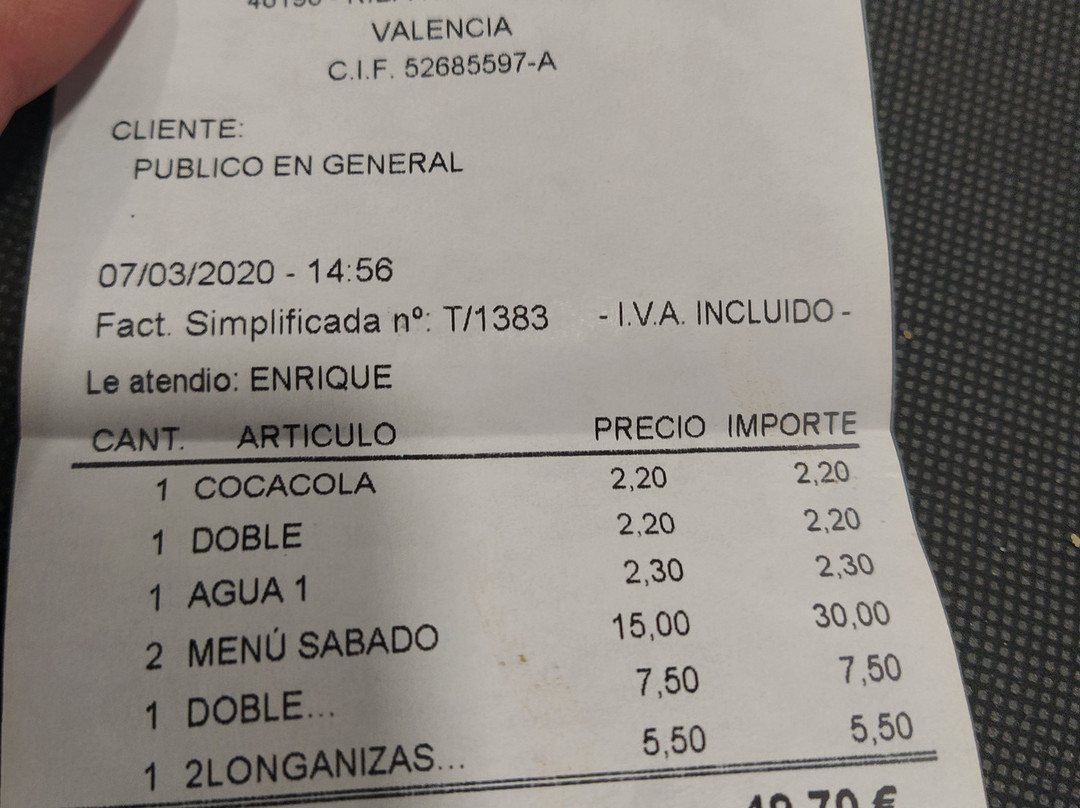 VALENCIA
C.I.F. 52685597-A
CLIENTE:
PUBLICO EN GENERAL
07/03/2020 - 14:56
Fact. Simplificada nº: T/1383 - I.V.A. INCLUIDO -
Le atendio: ENRIQUE
CANT. ARTICULO PRECIO IMPORTE
1 COCACOLA 2,20 2,20
1 DOBLE 2,20 2,20
1 AGUA 1 2,30 2,30
2 MENÚ SABADO 15,00 30,00
1 DOBLE... 7,50 7,50
1 2LONGANIZAS... 5,50 5,50
49,70 €